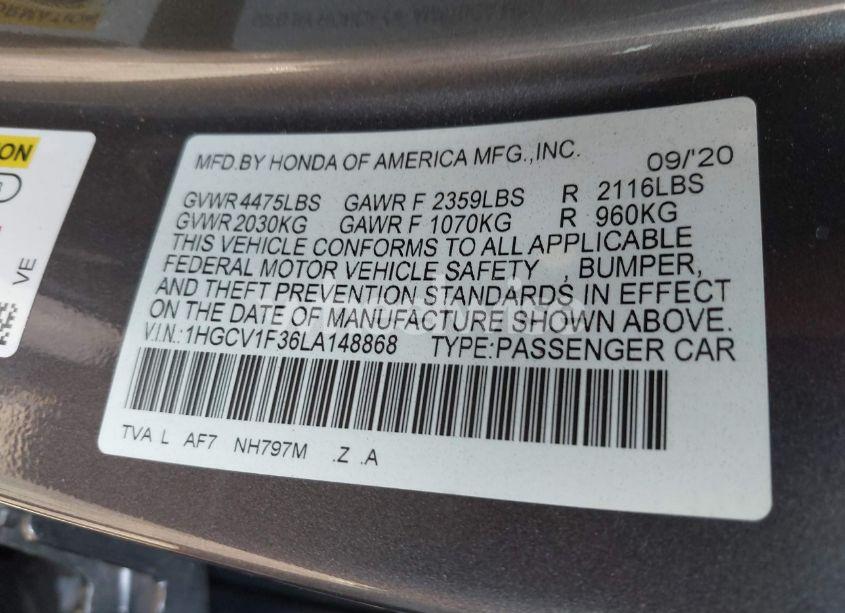 MFD.BY HONDA OF AMERICA MFG.,INC. 09/'20
GVWR 4475LBS GAWR F 2359LBS R 2116LBS
GVWR 2030KG GAWR F 1070KG R 960KG
THIS VEHICLE CONFORMS TO ALL APPLICABLE
FEDERAL MOTOR VEHICLE SAFETY , BUMPER,
AND THEFT PREVENTION STANDARDS IN EFFECT
ON THE DATE OF MANUFACTURE SHOWN ABOVE.
V.I.N.:1HGCV1F36LA148868 TYPE:PASSENGER CAR
TVA L AF7 NH797M .Z .A
VE